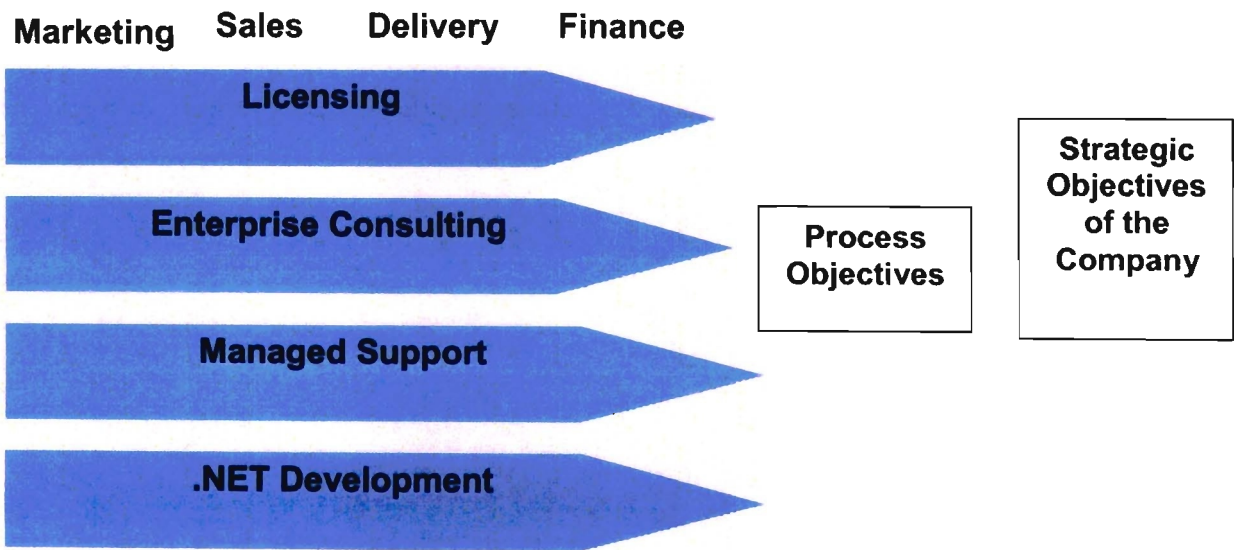 Marketing Sales Delivery Finance
Licensing
Enterprise Consulting
Managed Support
.NET Development
Process
Objectives
Strategic
Objectives
of the
Company